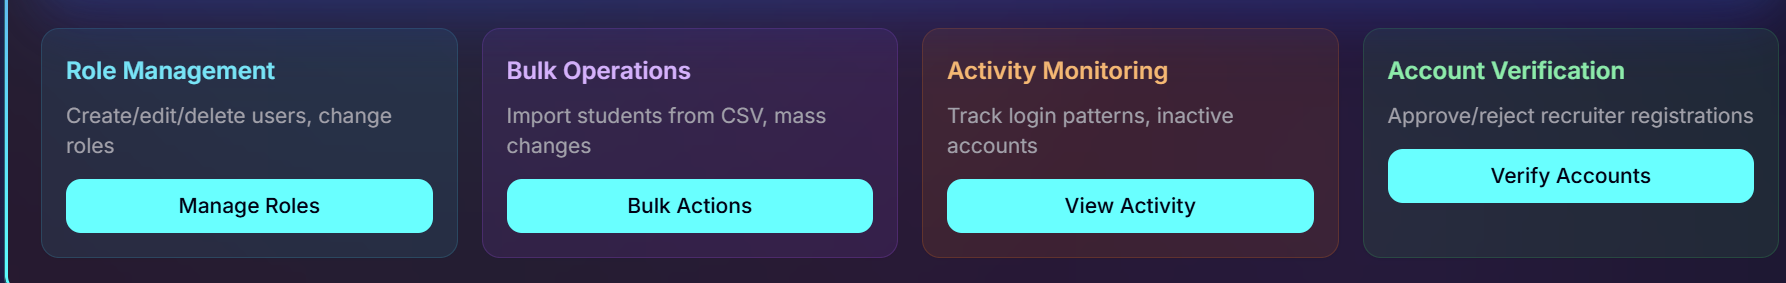 Role Management
Create/edit/delete users, change
roles
Manage Roles
Bulk Operations
Import students from CSV, mass
changes
Bulk Actions
Activity Monitoring
Track login patterns, inactive
accounts
View Activity
Account Verification
Approve/reject recruiter registrations
Verify Accounts